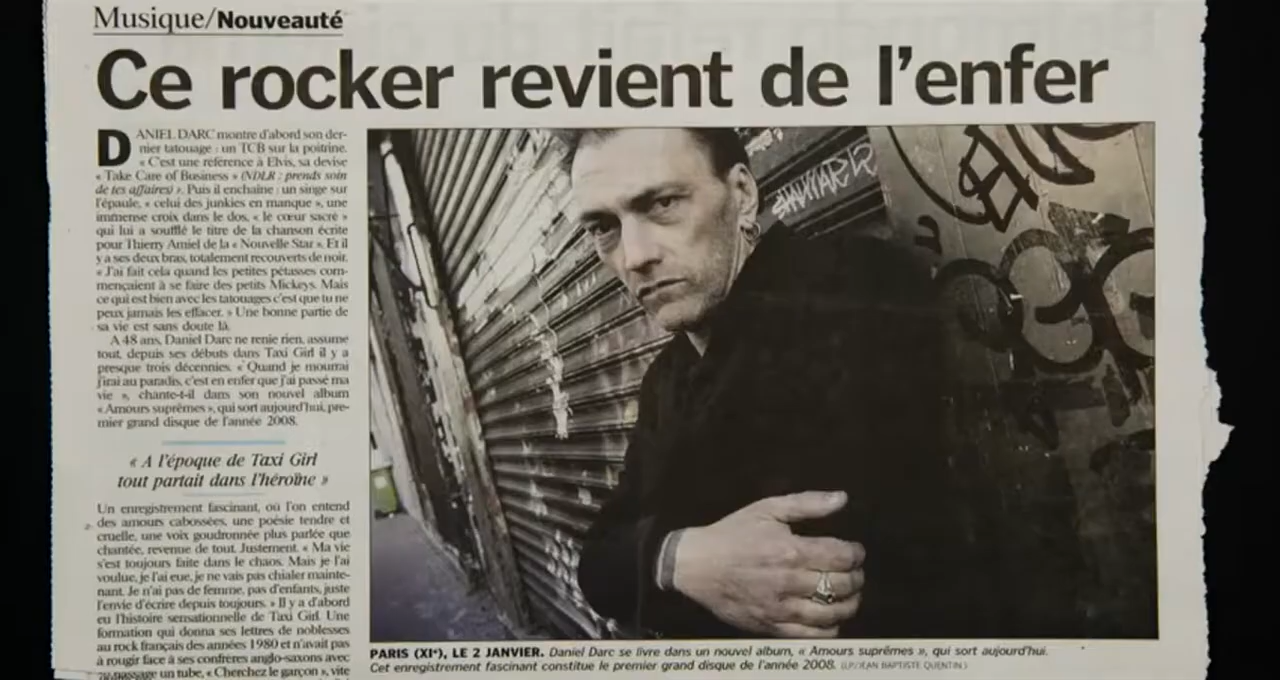 Musique/Nouveauté
Ce rocker revient de l'enfer
DANIEL DARC montre d'abord son der-
nier tatouage : un TCB sur la poitrine.
« C'est une référence à Elvis, sa devise
« Take Care of Business » (NDLR : prends soin
de tes affaires) ». Puis il enchaîne : un singe sur
l'épaule, « celui des junkies en manque », une
immense croix dans le dos, « le cœur sacré »
qui lui a soufflé le titre de la chanson écrite
pour Thierry Amiel de la « Nouvelle Star ». Et il
y a ses deux bras, totalement recouverts de noir.
« J'ai fait cela quand les petites pétasses com-
mençaient à se faire des petits Mickeys. Mais
ce qui est bien avec les tatouages c'est que tu ne
peux jamais les effacer. » Une bonne partie de
sa vie est sans doute là.
A 48 ans, Daniel Darc ne renie rien, assume
tout, depuis ses débuts dans Taxi Girl il y a
presque trois décennies. « Quand je mourrai
j'irai au paradis, c'est en enfer que j'ai passé ma
vie », chante-t-il dans son nouvel album
« Amours suprêmes », qui sort aujourd'hui, pre-
mier grand disque de l'année 2008.
« A l'époque de Taxi Girl
tout partait dans l'héroïne »
Un enregistrement fascinant, où l'on entend
des amours cabossées, une poésie tendre et
cruelle, une voix goudronnée plus parlée que
chantée, revenue de tout. Justement. « Ma vie
s'est toujours faite dans le chaos. Mais je l'ai
voulue, je l'ai eue, je ne vais pas chialer mainte-
nant. Je n'ai pas de femme, pas d'enfants, juste
l'envie d'écrire depuis toujours. » Il y a d'abord
eu l'histoire sensationnelle de Taxi Girl. Une
formation qui donna ses lettres de noblesses
au rock français des années 1980 et n'avait pas
à rougir face à ses confrères anglo-saxons avec
au passage un tube, « Cherchez le garçon », vite
PARIS (XIe), LE 2 JANVIER. Daniel Darc se livre dans un nouvel album, « Amours suprêmes », qui sort aujourd'hui.
Cet enregistrement fascinant constitue le premier grand disque de l'année 2008. (LP/JEAN BAPTISTE QUENTIN.)